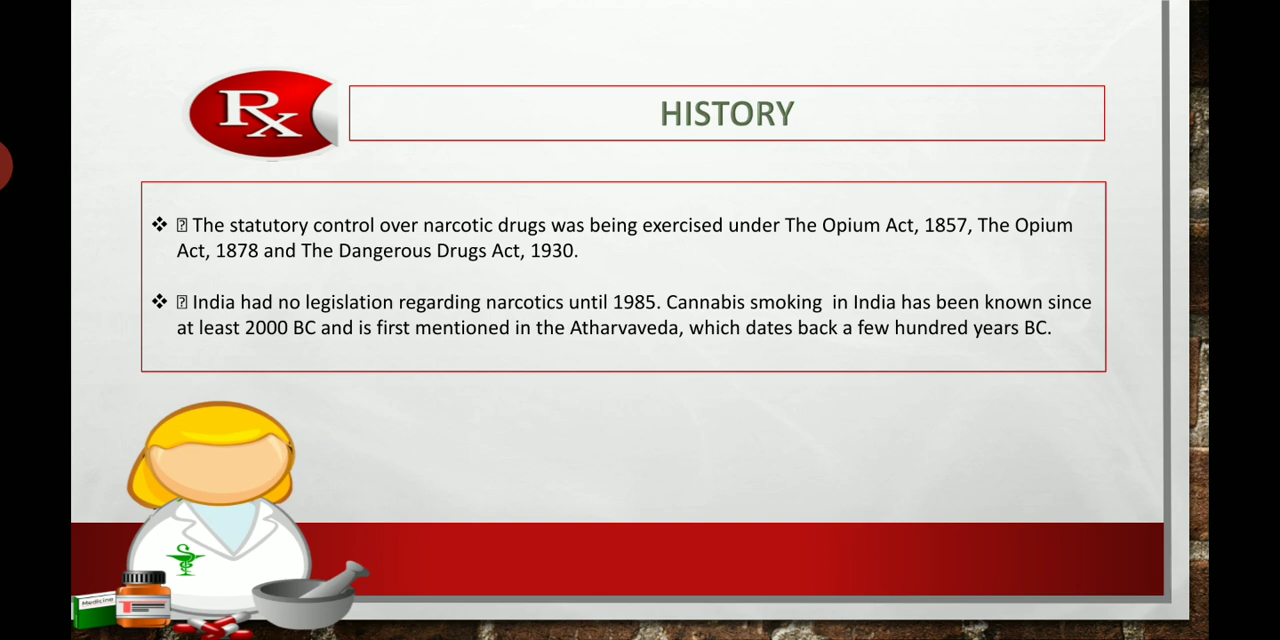 Rx
HISTORY
❖ ⍰ The statutory control over narcotic drugs was being exercised under The Opium Act, 1857, The Opium
Act, 1878 and The Dangerous Drugs Act, 1930.
❖ ⍰ India had no legislation regarding narcotics until 1985. Cannabis smoking  in India has been known since
at least 2000 BC and is first mentioned in the Atharvaveda, which dates back a few hundred years BC.
Medicine